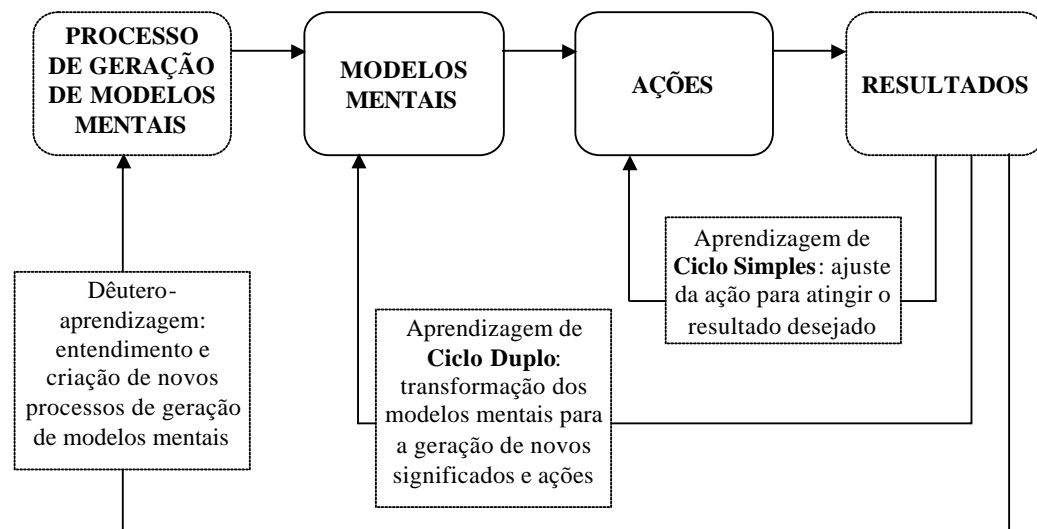 PROCESSO
DE GERAÇÃO
DE MODELOS
MENTAIS
MODELOS
MENTAIS
AÇÕES
RESULTADOS
Aprendizagem de
Ciclo Simples: ajuste
da ação para atingir o
resultado desejado
Aprendizagem de
Ciclo Duplo:
transformação dos
modelos mentais para
a geração de novos
significados e ações
Dêutero-
aprendizagem:
entendimento e
criação de novos
processos de geração
de modelos mentais